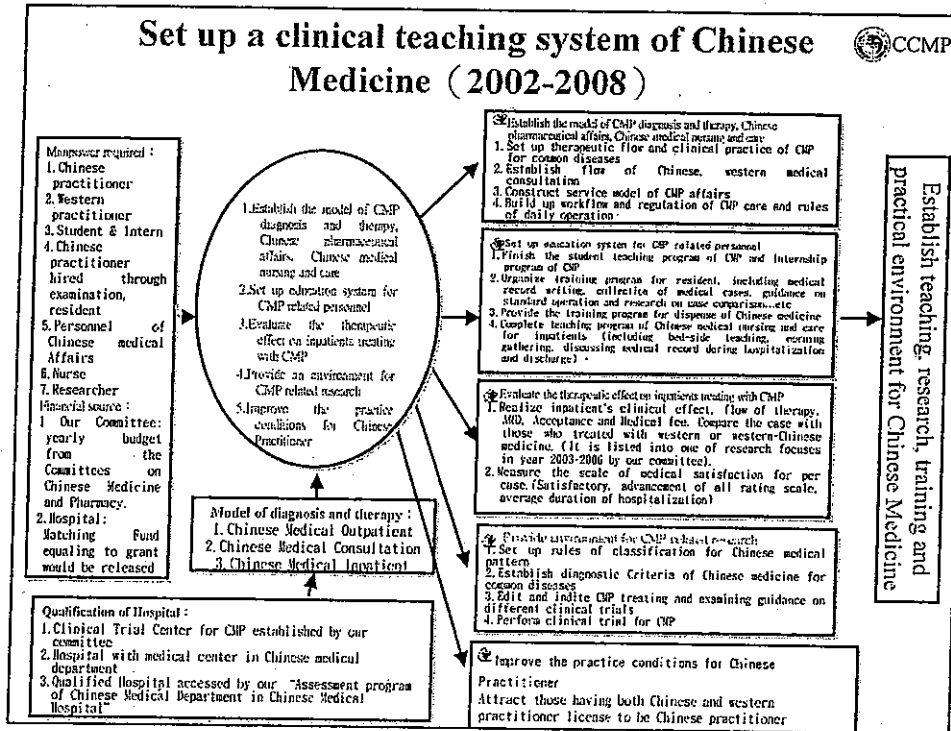 Set up a clinical teaching system of Chinese
Medicine（2002-2008）
CCMP
Manpower required：
1. Chinese
practitioner
2. Western
practitioner
3. Student & Intern
4. Chinese
practitioner
hired through
examination,
resident
5. Personnel of
Chinese medical
Affairs
6. Nurse
7. Researcher
Financial source：
1 Our Committee:
yearly budget
from the
Committees on
Chinese Medicine
and Pharmacy.
2. Hospital:
Matching Fund
equaling to grant
would be released
1.Establish the model of CMP
diagnosis and therapy,
Chinese pharmaceutical
affairs, Chinese medical
nursing and care
2.Set up education system for
CMP related personnel
3.Evaluate the therapeutic
effect on inpatients treating
with CMP
4.Provide an environment for
CMP related research
5.Improve the practice
conditions for Chinese
Practitioner
Model of diagnosis and therapy：
1. Chinese Medical Outpatient
2. Chinese Medical Consultation
3. Chinese Medical Inpatient
Qualification of Hospital：
1. Clinical Trial Center for CMP established by our
committee
2. Hospital with medical center in Chinese medical
department
3. Qualified Hospital accessed by our "Assessment program
of Chinese Medical Department in Chinese Medical
Hospital"
Establish the model of CMP diagnosis and therapy, Chinese
pharmaceutical affairs, Chinese medical nursing and care
1. Set up therapeutic flow and clinical practice of CMP
for common diseases
2. Establish flow of Chinese, western medical
consultation
3. Construct service model of CMP affairs
4. Build up workflow and regulation of CMP care and rules
of daily operation
Set up education system for CMP related personnel
1. Finish the student teaching program of CMP and Internship
program of CMP
2. Organize training program for resident, including medical
record writing, collection of medical cases, guidance on
standard operation and research on case comparison...etc
3. Provide the training program for dispense of Chinese medicine
4. Complete teaching program of Chinese medical nursing and care
for inpatients (including bed-side teaching, morning
gathering, discussing medical record during hospitalization
and discharge)
Evaluate the therapeutic effect on inpatients treating with CMP
1. Realize inpatient's clinical effect, flow of therapy,
Acceptance and Medical fee. Compare the case with
those who treated with western or western-Chinese
medicine. (It is listed into one of research focuses
in year 2003-2006 by our committee).
2. Measure the scale of medical satisfaction for per
case. (Satisfactory, advancement of all rating scale,
average duration of hospitalization)
Provide environment for CMP related research
1. Set up rules of classification for Chinese medical
pattern
2. Establish diagnostic Criteria of Chinese medicine for
common diseases
3. Edit and indite CMP treating and examining guidance on
different clinical trials
4. Perform clinical trial for CMP
Improve the practice conditions for Chinese
Practitioner
Attract those having both Chinese and western
practitioner license to be Chinese practitioner
Establish teaching, research, training and
practical environment for Chinese Medicine